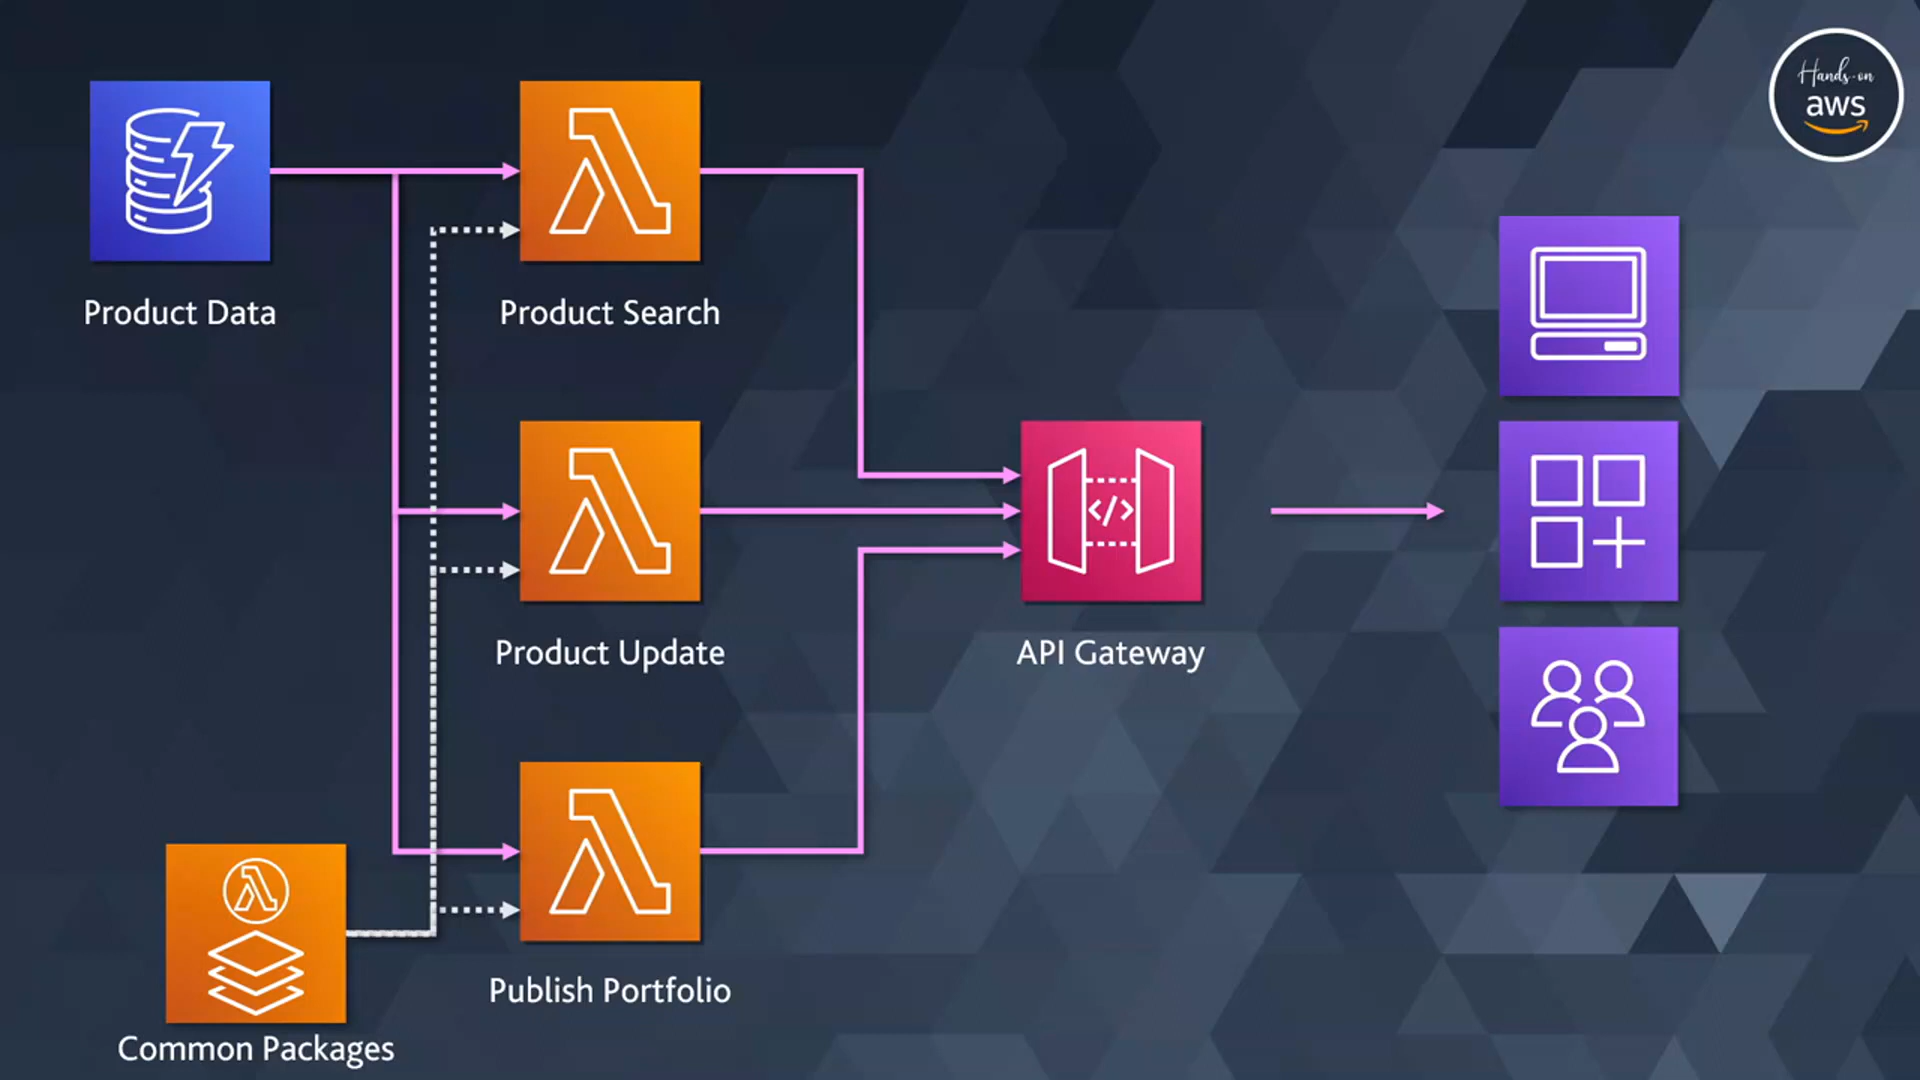 Hands-on
aws
Product Data
Product Search
Product Update
</>
API Gateway
Publish Portfolio
Common Packages